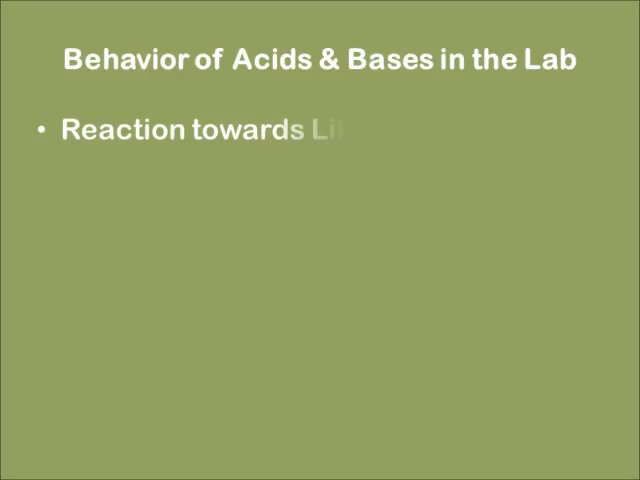 Behavior of Acids & Bases in the Lab
• Reaction towards